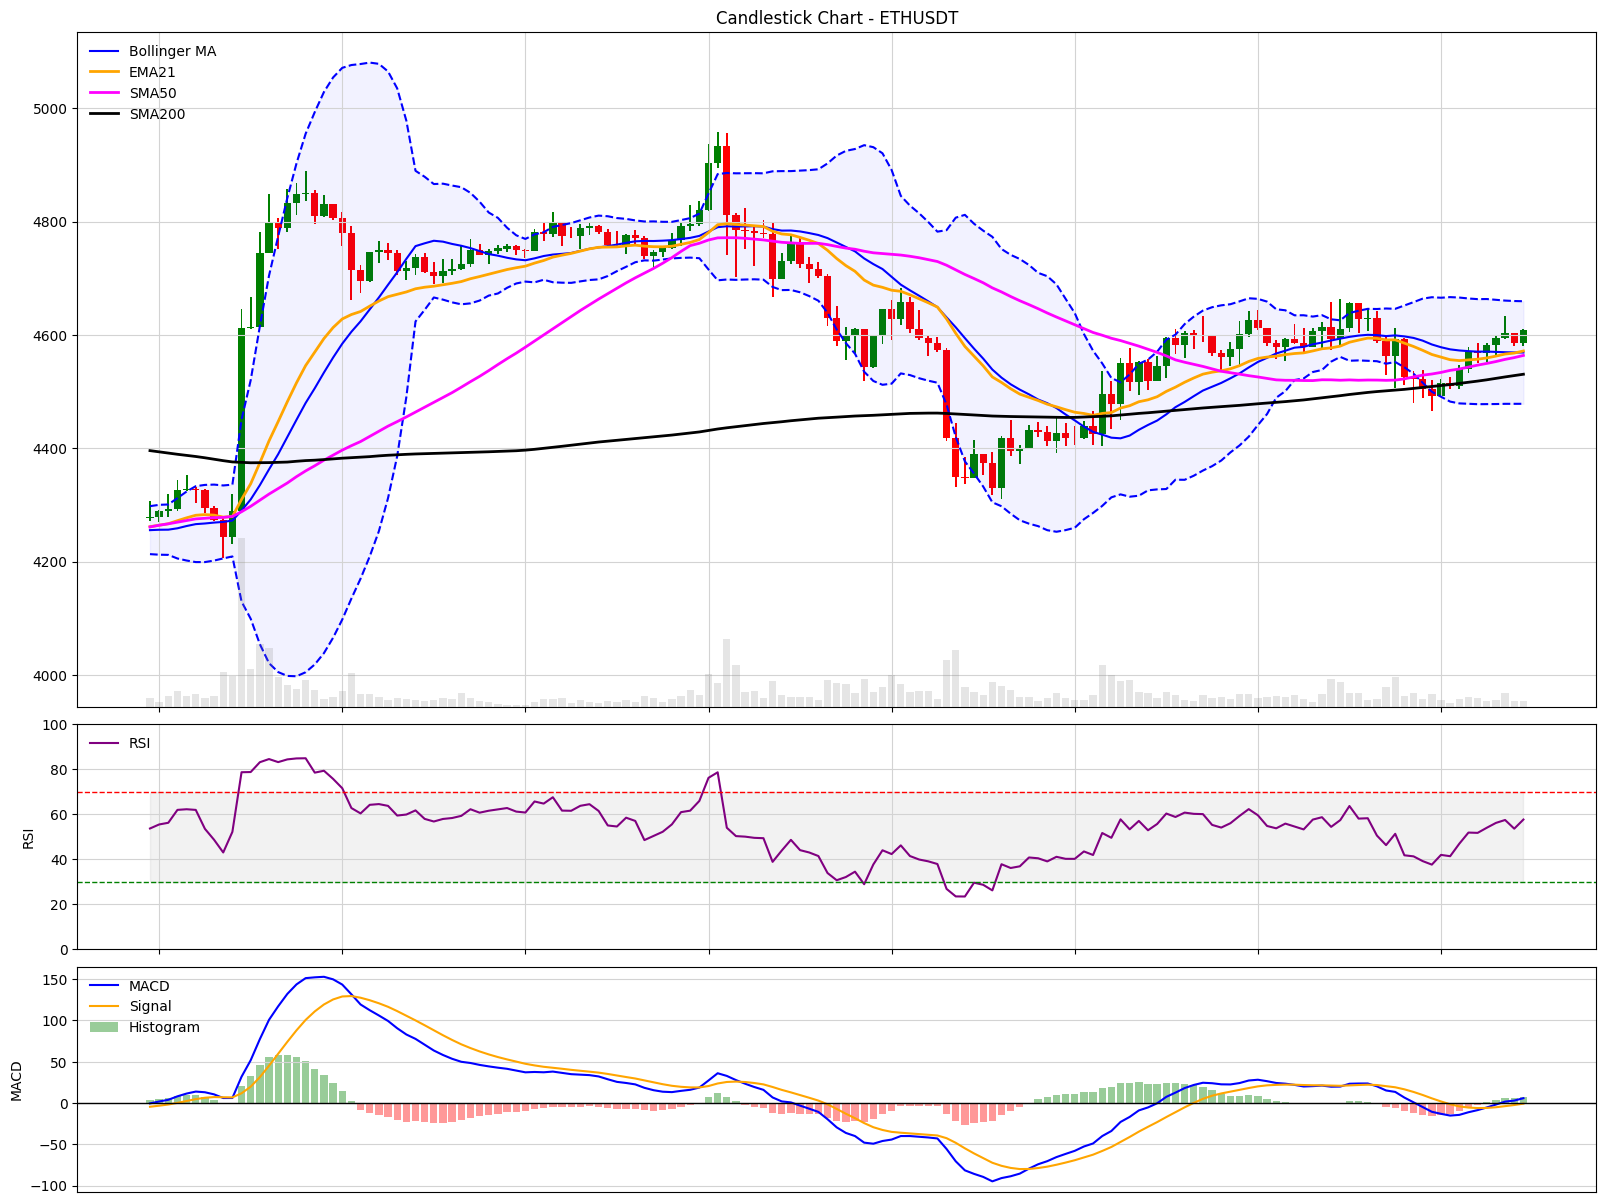 Candlestick Chart - ETHUSDT
Bollinger MA
EMA21
SMA50
SMA200
5000
4800
4600
4400
4200
4000
RSI
RSI
100
80
60
40
20
0
MACD
Signal
Histogram
MACD
150
100
50
0
−50
−100